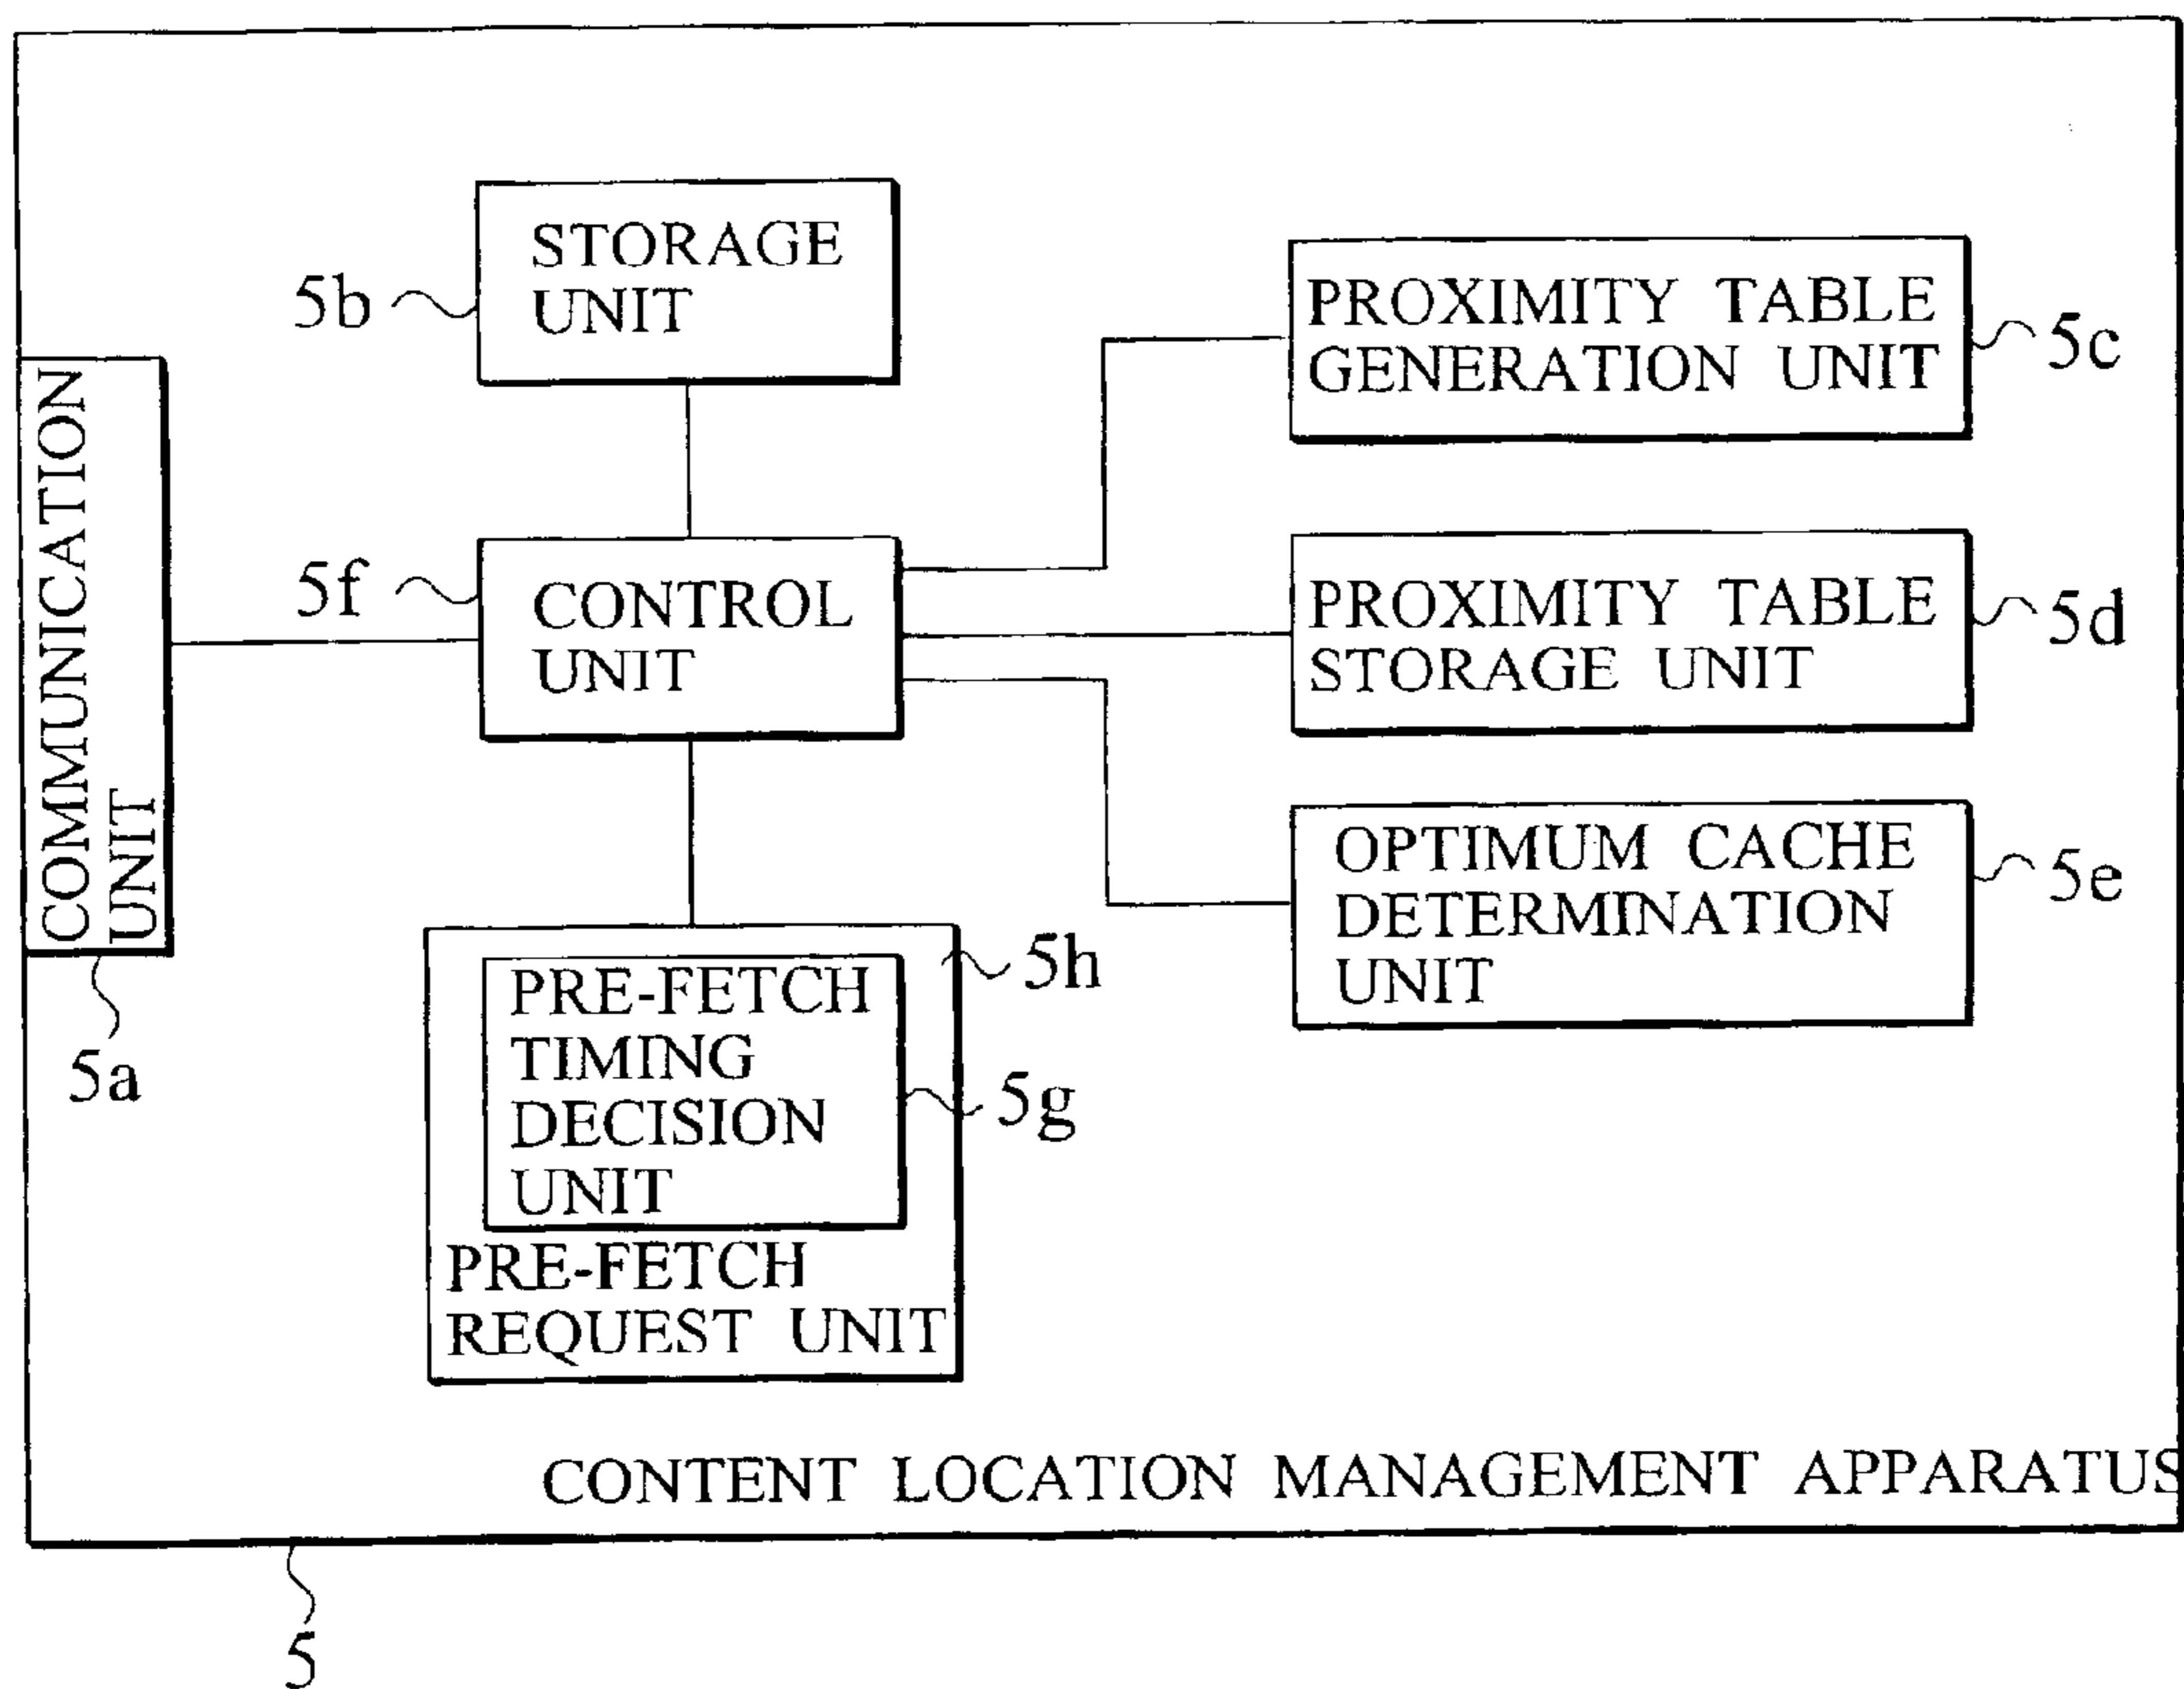 STORAGE
UNIT
5b
PROXIMITY TABLE
GENERATION UNIT
5c
COMMUNICATION
UNIT
5a
5f
CONTROL
UNIT
PROXIMITY TABLE
STORAGE UNIT
5d
OPTIMUM CACHE
DETERMINATION
UNIT
5e
5h
PRE-FETCH
TIMING
DECISION
UNIT
5g
PRE-FETCH
REQUEST UNIT
CONTENT LOCATION MANAGEMENT APPARATUS
5